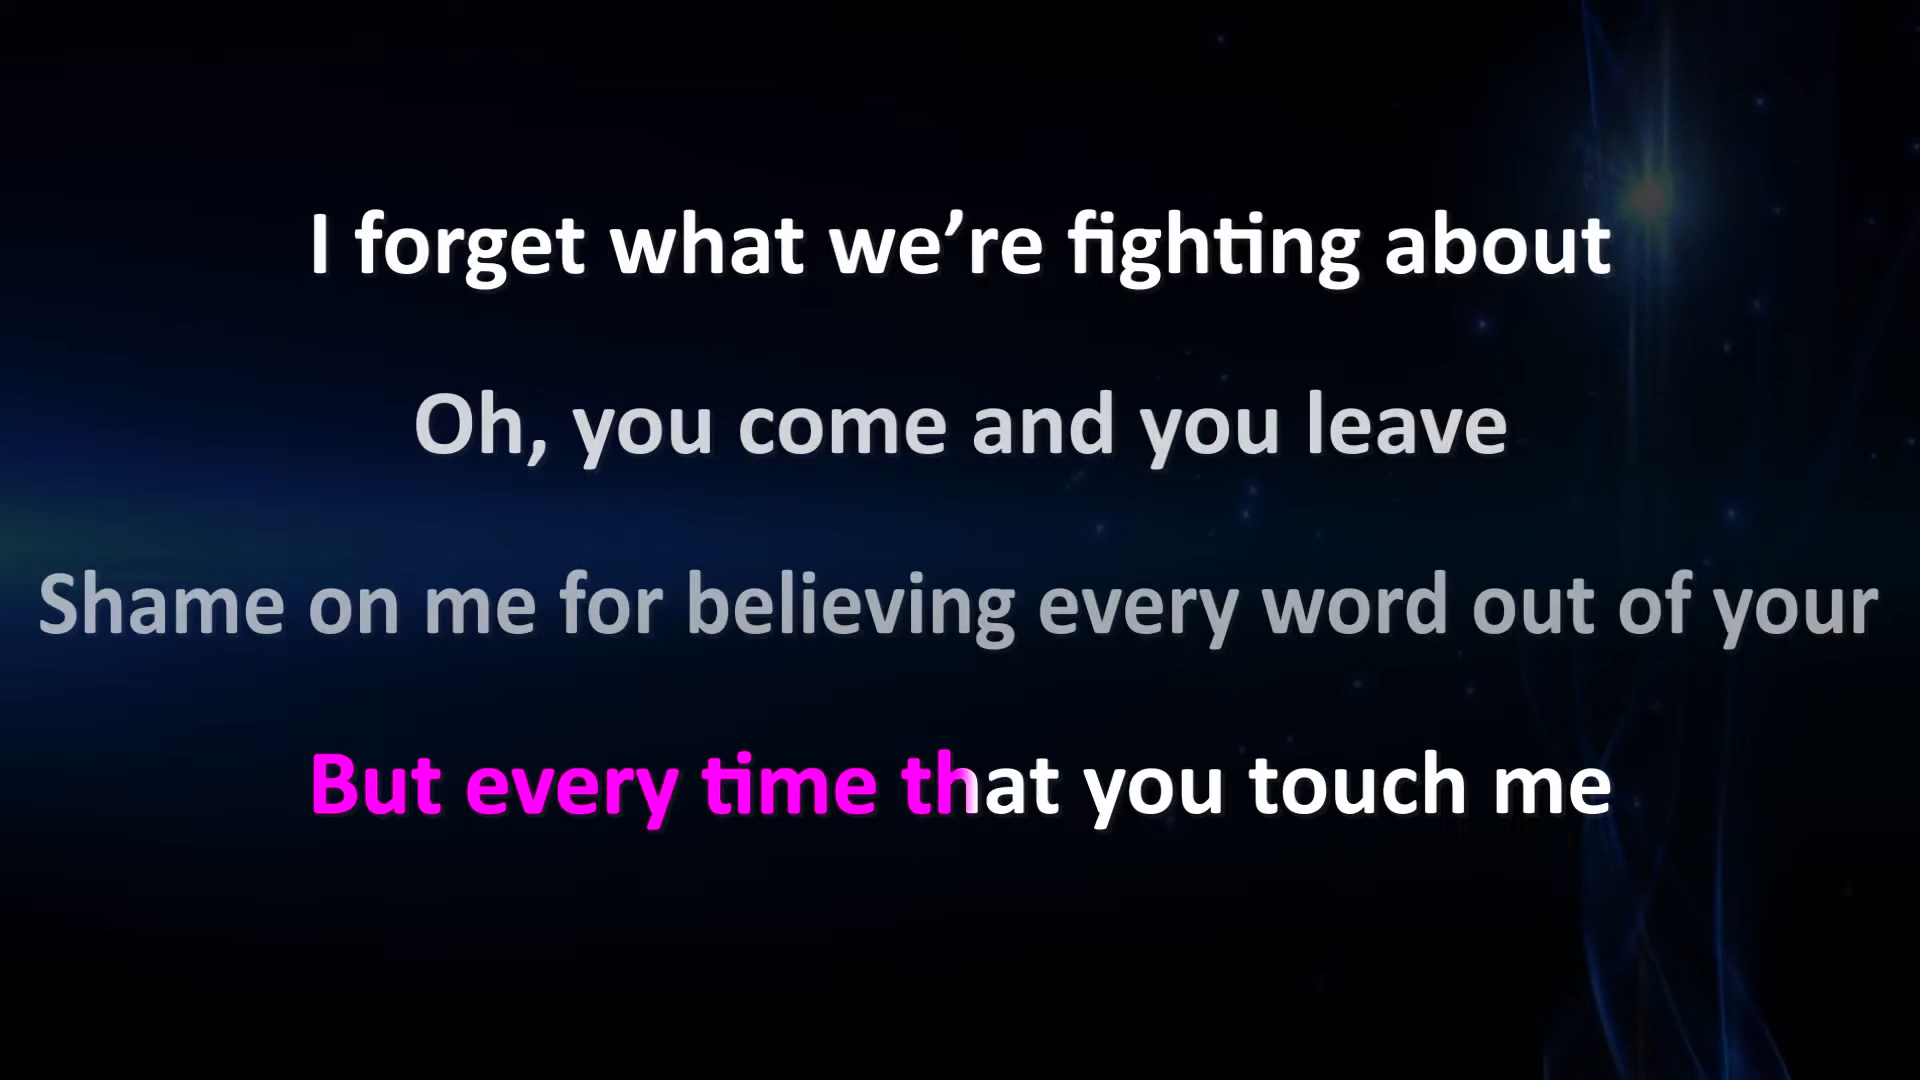 I forget what we’re fighting about
Oh, you come and you leave
Shame on me for believing every word out of your
But every time that you touch me